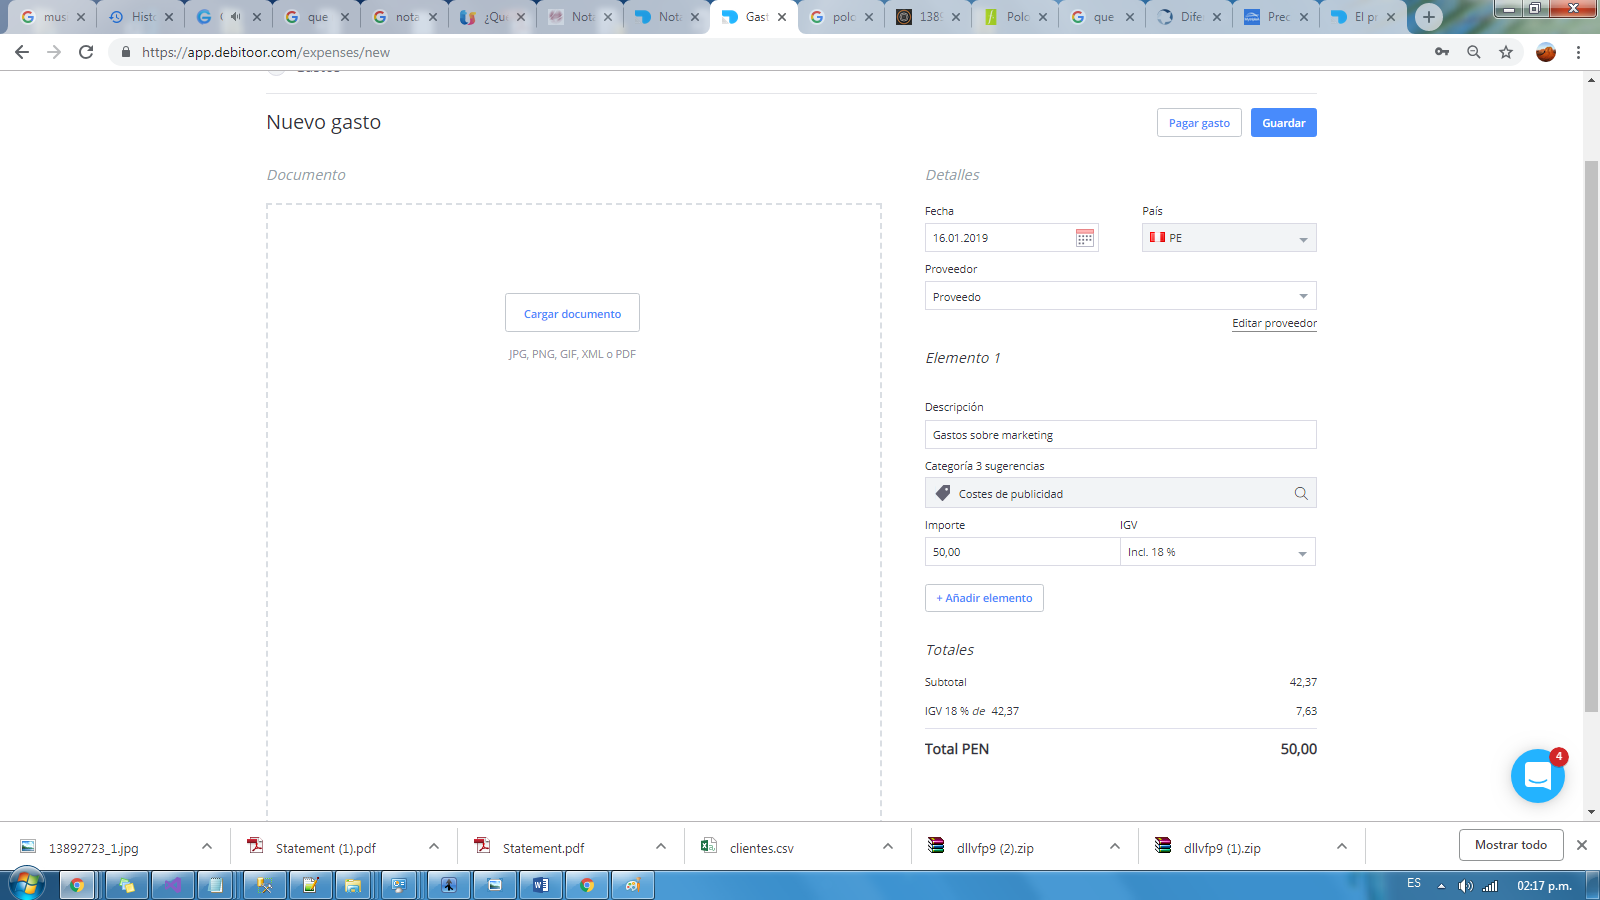 mus
Histo
C
que
nota
¿Que
Nota
Nota
Gast
polo
1389
Polo
que
Dife
Prec
El pr
https://app.debitoor.com/expenses/new
Nuevo gasto
Pagar gasto
Guardar
Documento
Detalles
Fecha
País
16.01.2019
PE
Proveedor
Proveedo
Cargar documento
Editar proveedor
JPG, PNG, GIF, XML o PDF
Elemento 1
Descripción
Gastos sobre marketing
Categoría 3 sugerencias
Costes de publicidad
Importe
IGV
50,00
Incl. 18 %
+ Añadir elemento
Totales
Subtotal 42,37
IGV 18 % de 42,37 7,63
Total PEN 50,00
4
13892723_1.jpg
Statement (1).pdf
Statement.pdf
clientes.csv
dllvfp9 (2).zip
dllvfp9 (1).zip
Mostrar todo
ES
02:17 p.m.